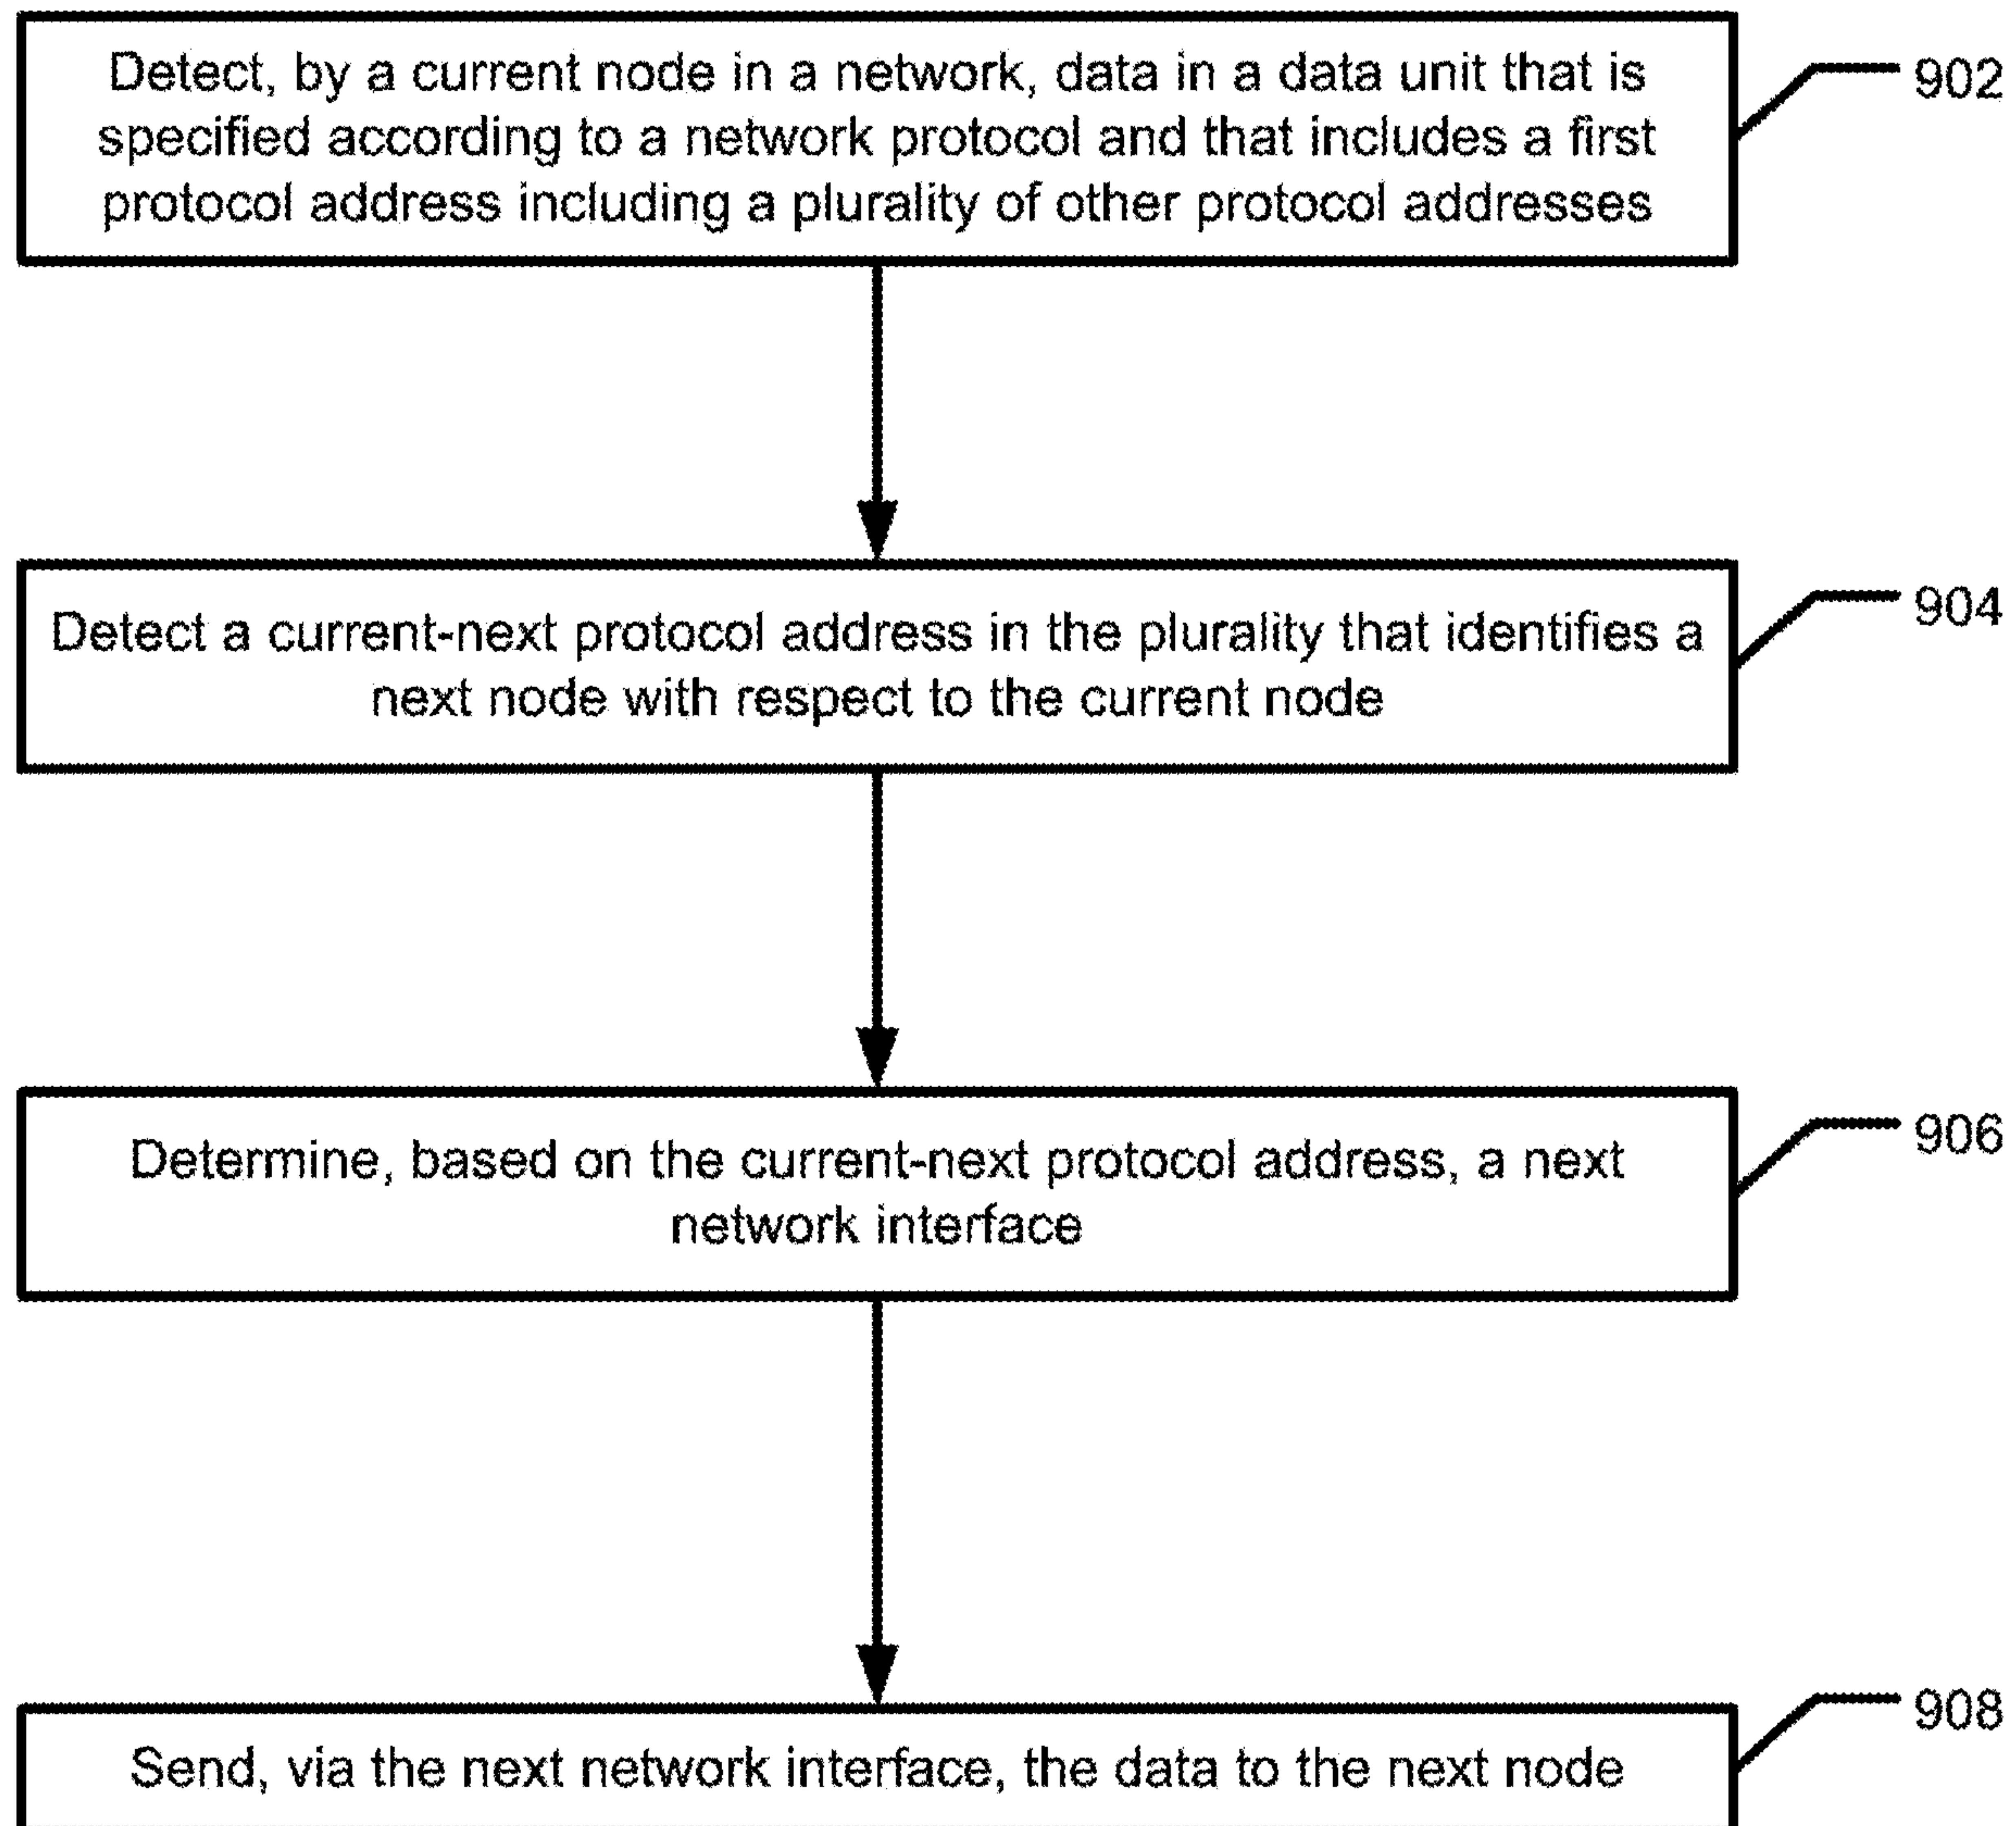 Detect, by a current node in a network, data in a data unit that is
specified according to a network protocol and that includes a first
protocol address including a plurality of other protocol addresses
902
Detect a current-next protocol address in the plurality that identifies a
next node with respect to the current node
904
Determine, based on the current-next protocol address, a next
network interface
906
Send, via the next network interface, the data to the next node
908